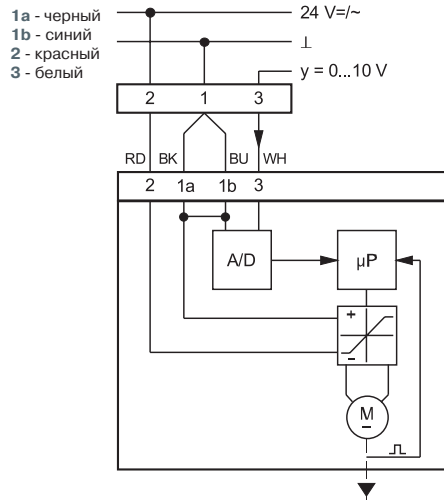 1a - черный
1b - синий
2 - красный
3 - белый
24 V=/~
⊥
y = 0...10 V
2 1 3
RD BK BU WH
2 1a 1b 3
A/D
µP
+
-
M